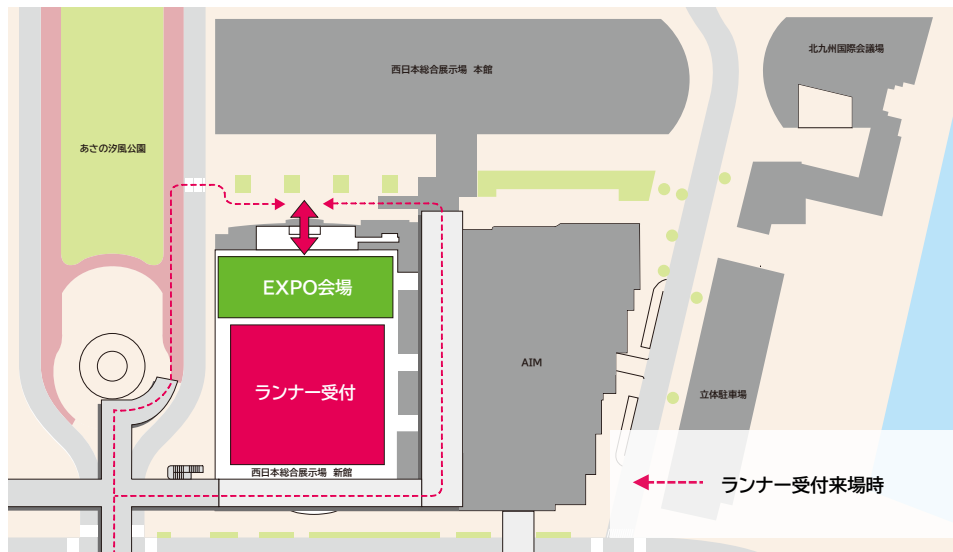 北九州国際会議場
西日本総合展示場 本館
あさの汐風公園
EXPO会場
AIM
ランナー受付
立体駐車場
西日本総合展示場 新館
ランナー受付来場時